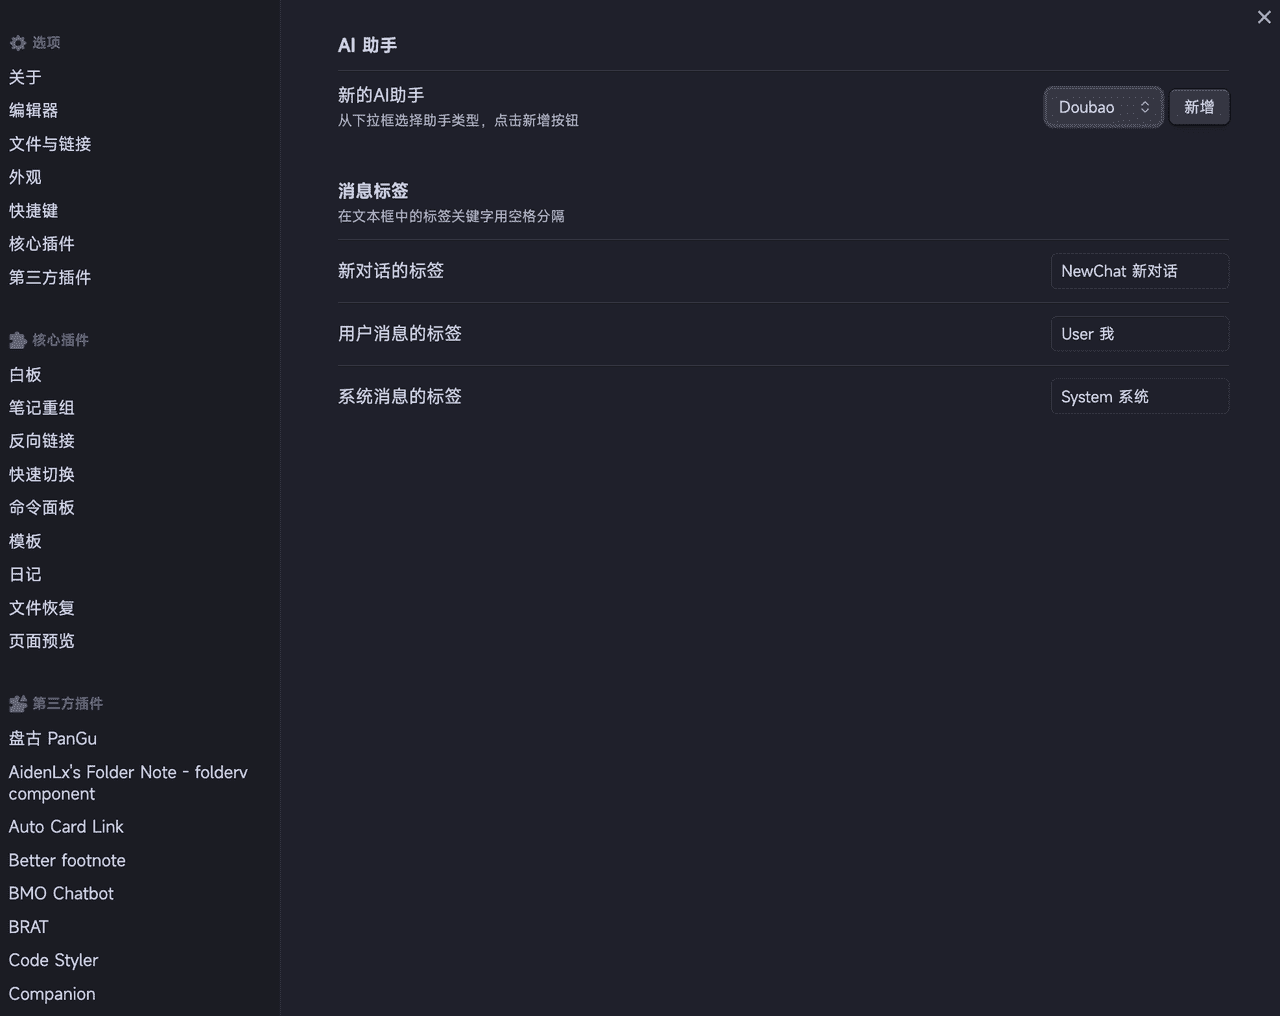 选项
关于
编辑器
文件与链接
外观
快捷键
核心插件
第三方插件
核心插件
白板
笔记重组
反向链接
快速切换
命令面板
模板
日记
文件恢复
页面预览
第三方插件
盘古 PanGu
AidenLx's Folder Note - folderv
component
Auto Card Link
Better footnote
BMO Chatbot
BRAT
Code Styler
Companion
AI 助手
新的AI助手
从下拉框选择助手类型，点击新增按钮
Doubao
新增
消息标签
在文本框中的标签关键字用空格分隔
新对话的标签
NewChat 新对话
用户消息的标签
User 我
系统消息的标签
System 系统